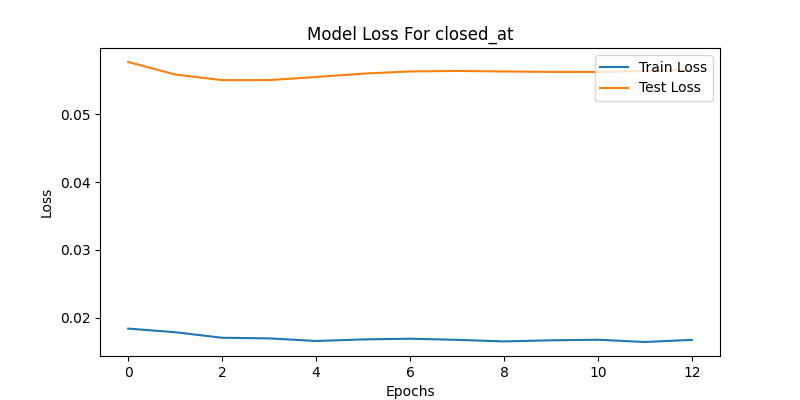 Model Loss For closed_at
Train Loss
Test Loss
0.05
0.04
0.03
0.02
Loss
0 2 4 6 8 10 12
Epochs